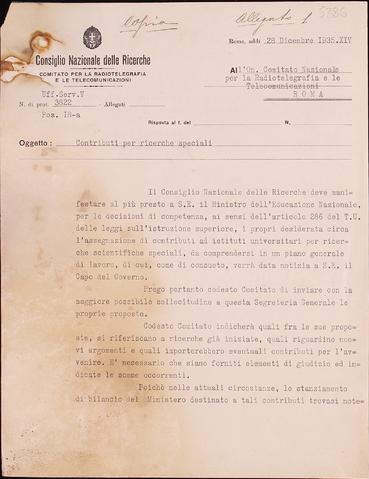 Copia
Allegato 1
5386
Consiglio Nazionale delle Ricerche
COMITATO PER LA RADIOTELEGRAFIA
E LE TELECOMUNICAZIONI
Uff.Serv.V
N. di prot. 3822 - Allegati
Pos. I8-a
Roma, addì 28 Dicembre 1935.XIV
All'On. Comitato Nazionale
per la Radiotelegrafia e le
Telecomunicazioni
ROMA
Risposta al f. del N.
Oggetto : Contributi per ricerche speciali
Il Consiglio Nazionale delle Ricerche deve mani-
festare al più presto a S.E. il Ministro dell'Educazione Nazionale,
per le decisioni di competenza, ai sensi dell'articolo 286 del T.U.
delle leggi sull'istruzione superiore, i propri desiderata circa
l'assegnazione di contributi ad istituti universitari per ricer-
che scientifiche speciali, da comprendersi in un piano generale
di lavoro, di cui, come di consueto, verrà data notizia a S.E. il
Capo del Governo.
Prego pertanto codesto Comitato di inviare con la
maggiore possibile sollecitudine a questa Segreteria Generale le
proprie proposte.
Codesto Comitato indicherà quali fra le sue propo-
ste, si riferiscano a ricerche già iniziate, quali riguardino nuo-
vi argomenti e quali importerebbero eventuali contributi per l'av-
venire. E' necessario che siano forniti elementi di giudizio ed in-
dicate le somme occorrenti.
Poichè nelle attuali circostanze, lo stanziamento
di bilancio del Ministero destinato a tali contributi trovasi note-